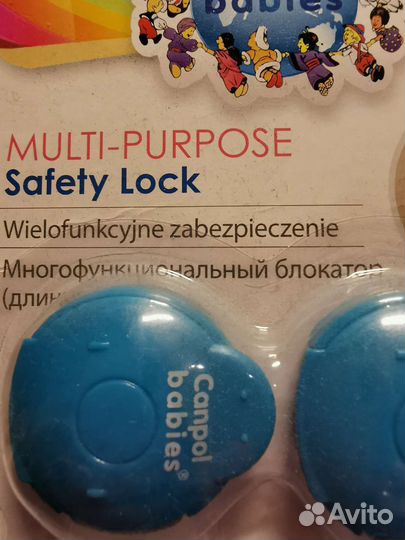 babies
MULTI-PURPOSE
Safety Lock
Wielofunkcyjne zabezpieczenie
Многофункциональный блокатор
Canpol
babies®
Avito